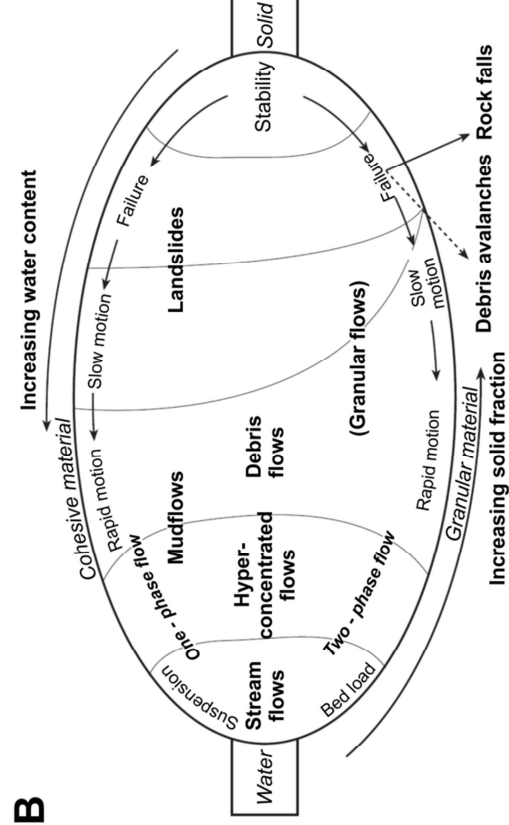 B
Increasing water content
Cohesive material
Rapid motion
Slow motion
Failure
One - phase flow
Mudflows
Landslides
Suspension
Water
Stream
flows
Hyper-
concentrated
flows
Debris
flows
Stability
Solid
Bed load
Two - phase flow
(Granular flows)
Rapid motion
Slow
motion
Failure
Granular material
Increasing solid fraction
Debris avalanches
Rock falls